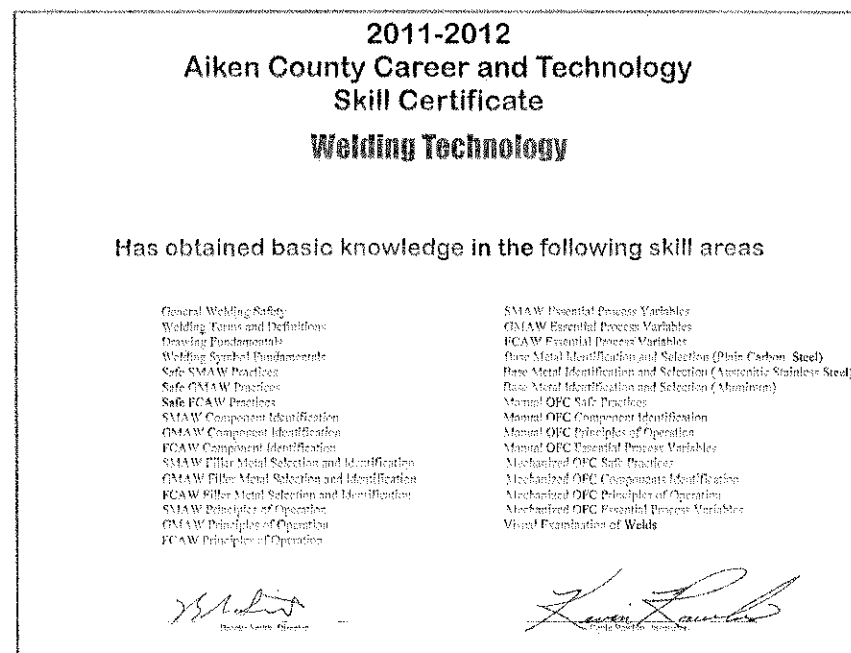 2011-2012
Aiken County Career and Technology
Skill Certificate
Welding Technology
Has obtained basic knowledge in the following skill areas
General Welding Safety
Welding Terms and Definitions
Drawing Fundamentals
Welding Symbol Fundamentals
Safe SMAW Practices
Safe GMAW Practices
Safe FCAW Practices
SMAW Component Identification
GMAW Component Identification
FCAW Component Identification
SMAW Filler Metal Selection and Identification
GMAW Filler Metal Selection and Identification
FCAW Filler Metal Selection and Identification
SMAW Principles of Operation
GMAW Principles of Operation
FCAW Principles of Operation
SMAW Essential Process Variables
GMAW Essential Process Variables
FCAW Essential Process Variables
Base Metal Identification and Selection (Plain Carbon Steel)
Base Metal Identification and Selection (Austenitic Stainless Steel)
Base Metal Identification and Selection (Aluminum)
Manual OFC Safe Practices
Manual OFC Component Identification
Manual OFC Principles of Operation
Manual OFC Essential Process Variables
Mechanized OFC Safe Practices
Mechanized OFC Components Identification
Mechanized OFC Principles of Operation
Mechanized OFC Essential Process Variables
Visual Examination of Welds